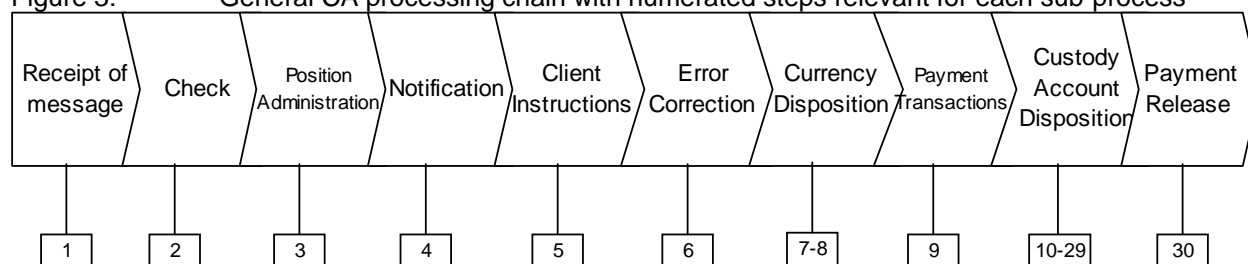 Figure 3: General CA processing chain with numerated steps relevant for each sub-process
Receipt of
message
Check
Position
Administration
Notification
Client
Instructions
Error
Correction
Currency
Disposition
Payment
Transactions
Custody
Account
Disposition
Payment
Release
1
2
3
4
5
6
7-8
9
10-29
30